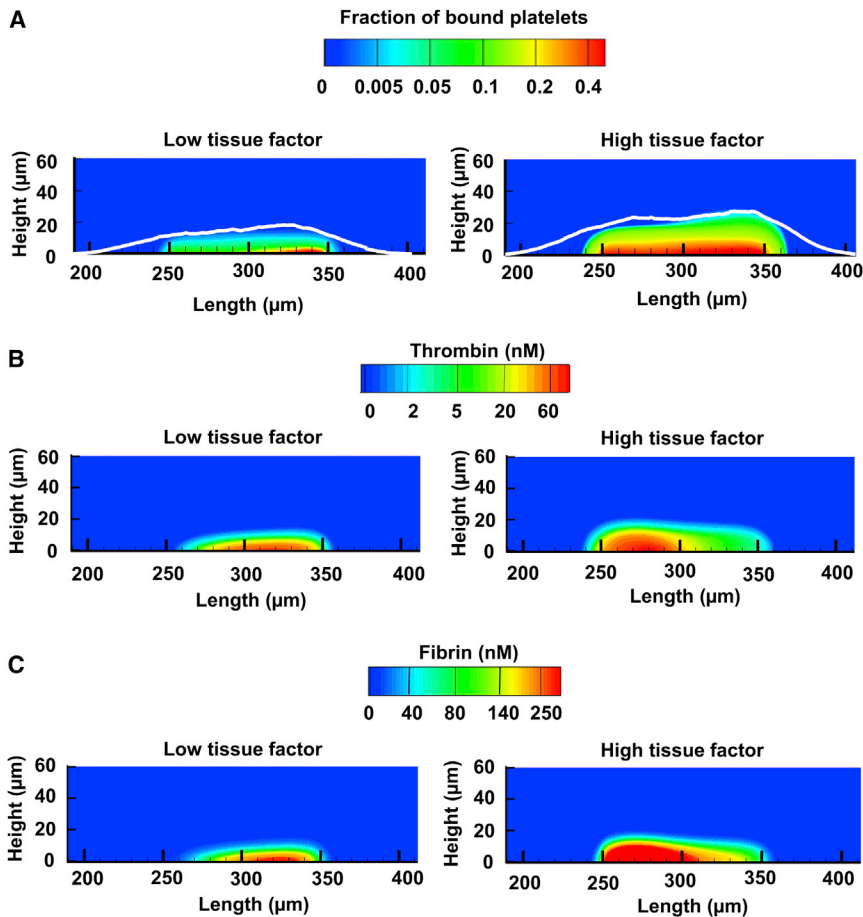 A
Fraction of bound platelets
0 0.005 0.05 0.1 0.2 0.4
Low tissue factor
High tissue factor
Height (µm)
60
40
20
0
200 250 300 350 400
Length (µm)
Height (µm)
60
40
20
0
200 250 300 350 400
Length (µm)
B
Thrombin (nM)
0 2 5 20 60
Low tissue factor
High tissue factor
Height (µm)
60
40
20
0
200 250 300 350 400
Length (µm)
Height (µm)
60
40
20
0
200 250 300 350 400
Length (µm)
C
Fibrin (nM)
0 40 80 140 250
Low tissue factor
High tissue factor
Height (µm)
60
40
20
0
200 250 300 350 400
Length (µm)
Height (µm)
60
40
20
0
200 250 300 350 400
Length (µm)